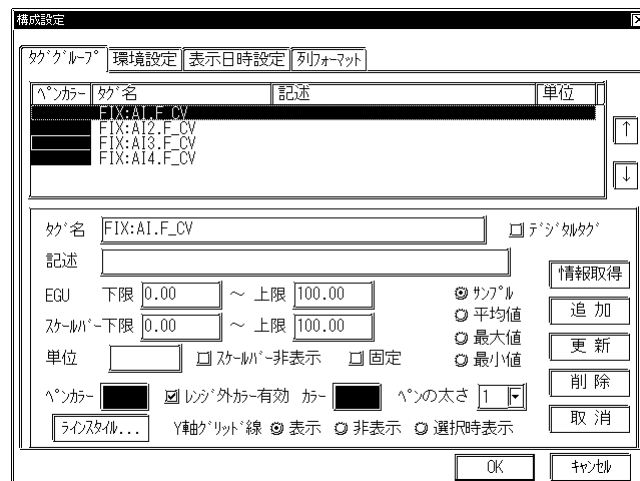 構成設定
ﾀｸﾞｸﾞﾙｰﾌﾟ 環境設定 表示日時設定 列ﾌｫｰﾏｯﾄ
ﾍﾟﾝｶﾗｰ ﾀｸﾞ名 記述 単位
FIX:AI.F_CV
FIX:AI2.F_CV
FIX:AI3.F_CV
FIX:AI4.F_CV
↑
↓
ﾀｸﾞ名 FIX:AI.F_CV ﾃﾞｼﾞﾀﾙﾀｸﾞ
記述
情報取得
EGU 下限 0.00 ～ 上限 100.00 ｻﾝﾌﾟﾙ
平均値 追 加
ｽｹｰﾙﾊﾞｰ下限 0.00 ～ 上限 100.00
最大値 更 新
単位 ｽｹｰﾙﾊﾞｰ非表示 固定 最小値
削 除
ﾍﾟﾝｶﾗｰ ﾚﾝｼﾞ外ｶﾗｰ有効 ｶﾗｰ ﾍﾟﾝの太さ 1
ﾗｲﾝｽﾀｲﾙ... Y軸ｸﾞﾘｯﾄﾞ線 表示 非表示 選択時表示 取 消
OK ｷｬﾝｾﾙ